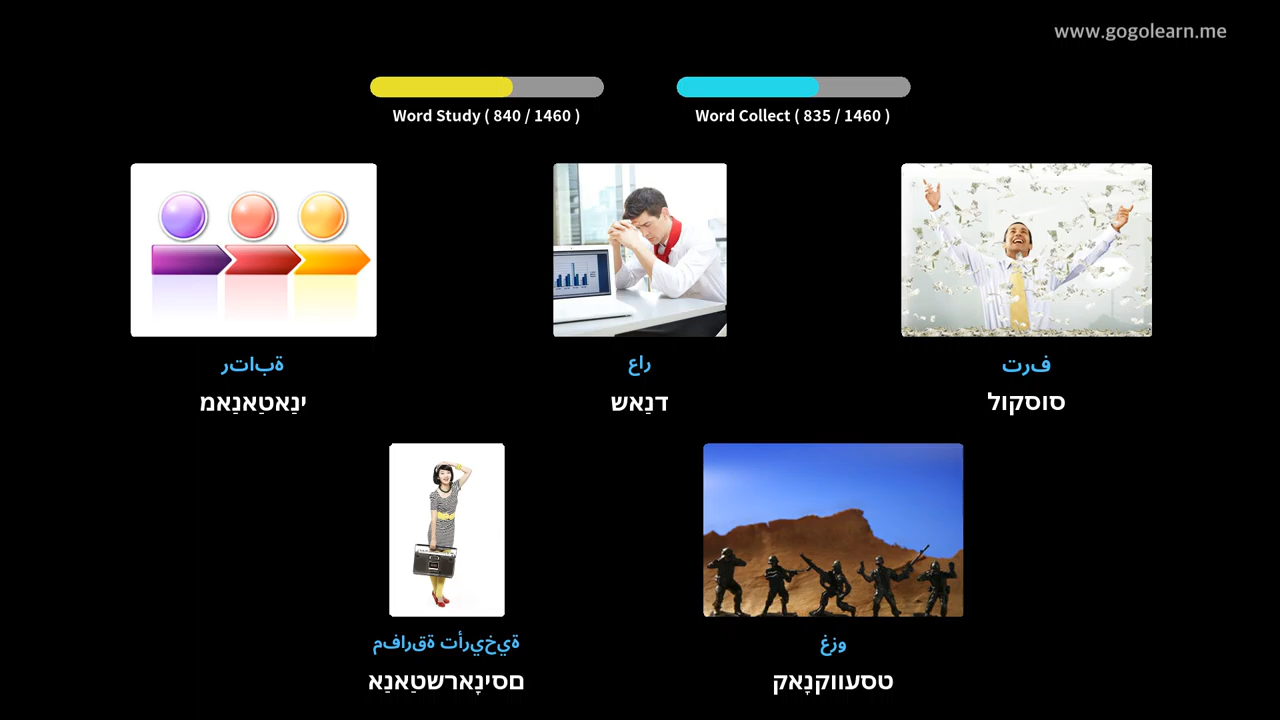 www.gogolearn.me
Word Study ( 840 / 1460 )
Word Collect ( 835 / 1460 )
ةباتر
ינַאטַאנַאמ
راع
דנַאש
فرت
סוסקול
ةيخيرأت ةقرافم
םסינָארשטַאנַא
وزغ
טסעווקנָאק